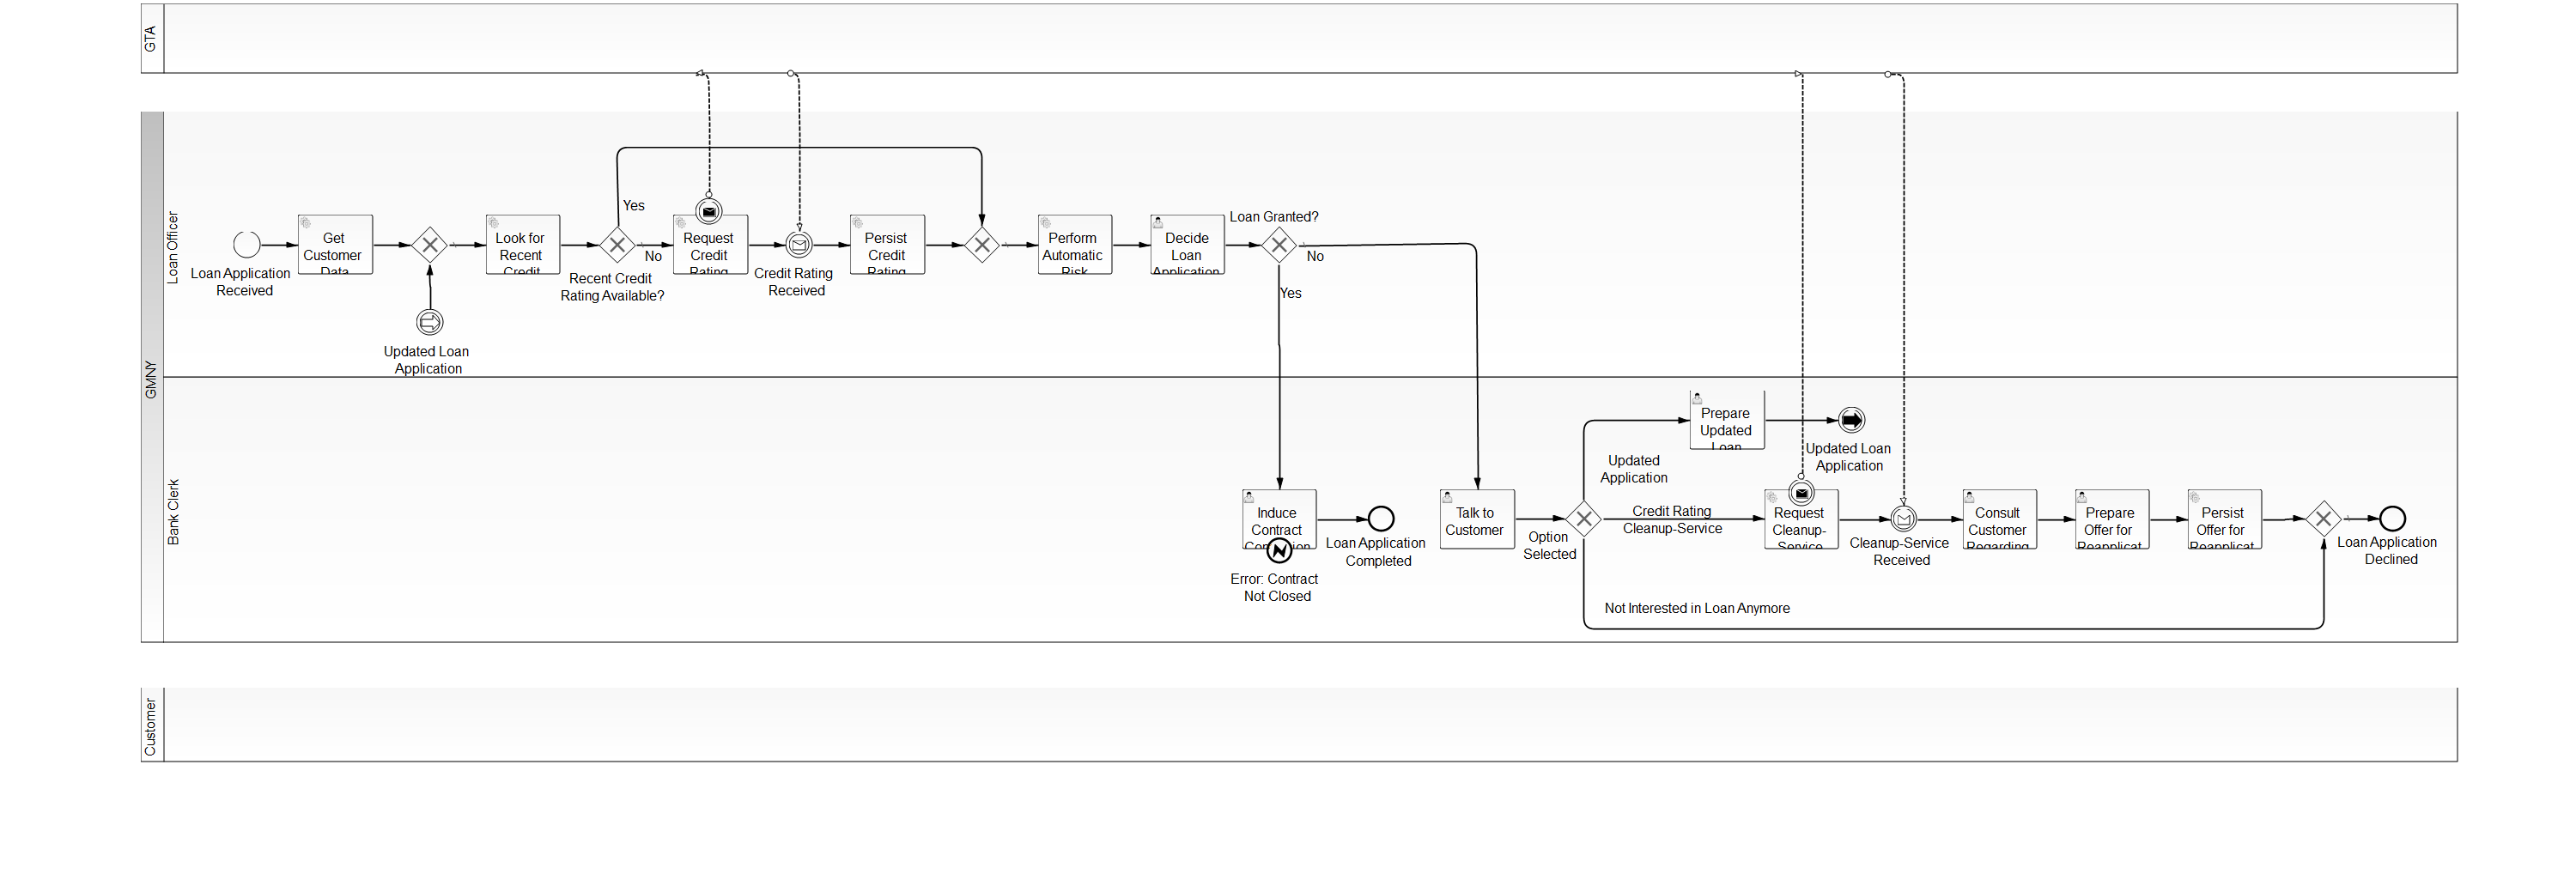 GTA
GMNY
Loan Officer
Loan Application
Received
Get
Customer
Data
Updated Loan
Application
Look for
Recent
Credit
Yes
No
Recent Credit
Rating Available?
Request
Credit
Rating
Credit Rating
Received
Persist
Credit
Rating
Perform
Automatic
Risk
Decide
Loan
Application
Loan Granted?
No
Yes
Bank Clerk
Induce
Contract
Error: Contract
Not Closed
Loan Application
Completed
Talk to
Customer
Option
Selected
Updated
Application
Prepare
Updated
Loan
Updated Loan
Application
Credit Rating
Cleanup-Service
Request
Cleanup-
Service
Cleanup-Service
Received
Consult
Customer
Regarding
Prepare
Offer for
Reapplicat
Persist
Offer for
Reapplicat
Loan Application
Declined
Not Interested in Loan Anymore
Customer